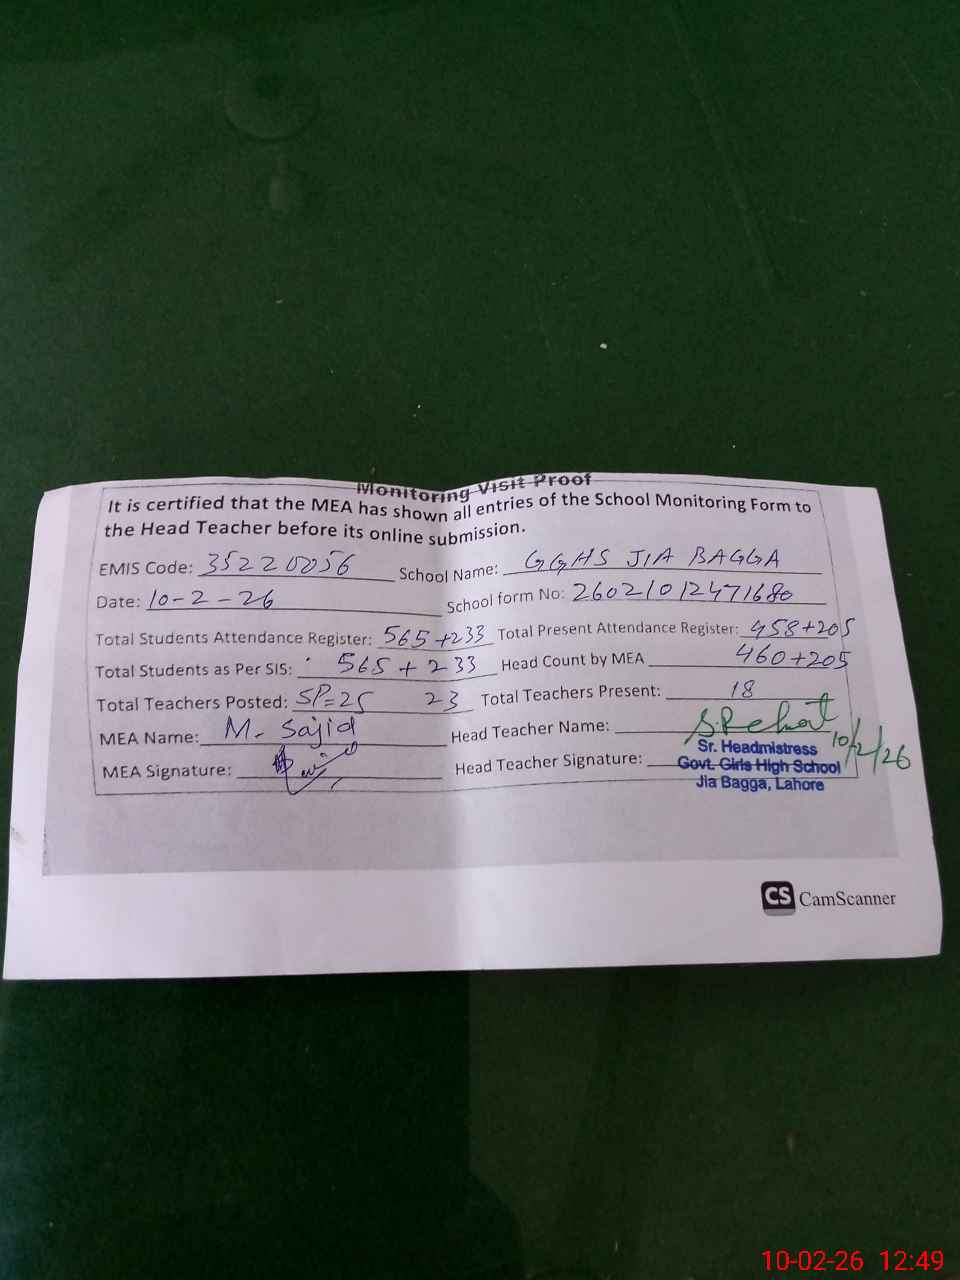 Monitoring Visit Proof
It is certified that the MEA has shown all entries of the School Monitoring Form to
the Head Teacher before its online submission.
EMIS Code: 35220056 School Name: GGHS JIA BAGGA
Date: 10-2-26 School form No: 260210124771680
Total Students Attendance Register: 565+233 Total Present Attendance Register: 458+205
Total Students as Per SIS: 565 + 233 Head Count by MEA 460+205
Total Teachers Posted: SP=25 23 Total Teachers Present: 18
MEA Name: M. Sajid Head Teacher Name: S.Rehat
MEA Signature: Head Teacher Signature: 10/2/26
Sr. Headmistress
Govt. Girls High School
Jia Bagga, Lahore
CS CamScanner
10-02-26 12:49